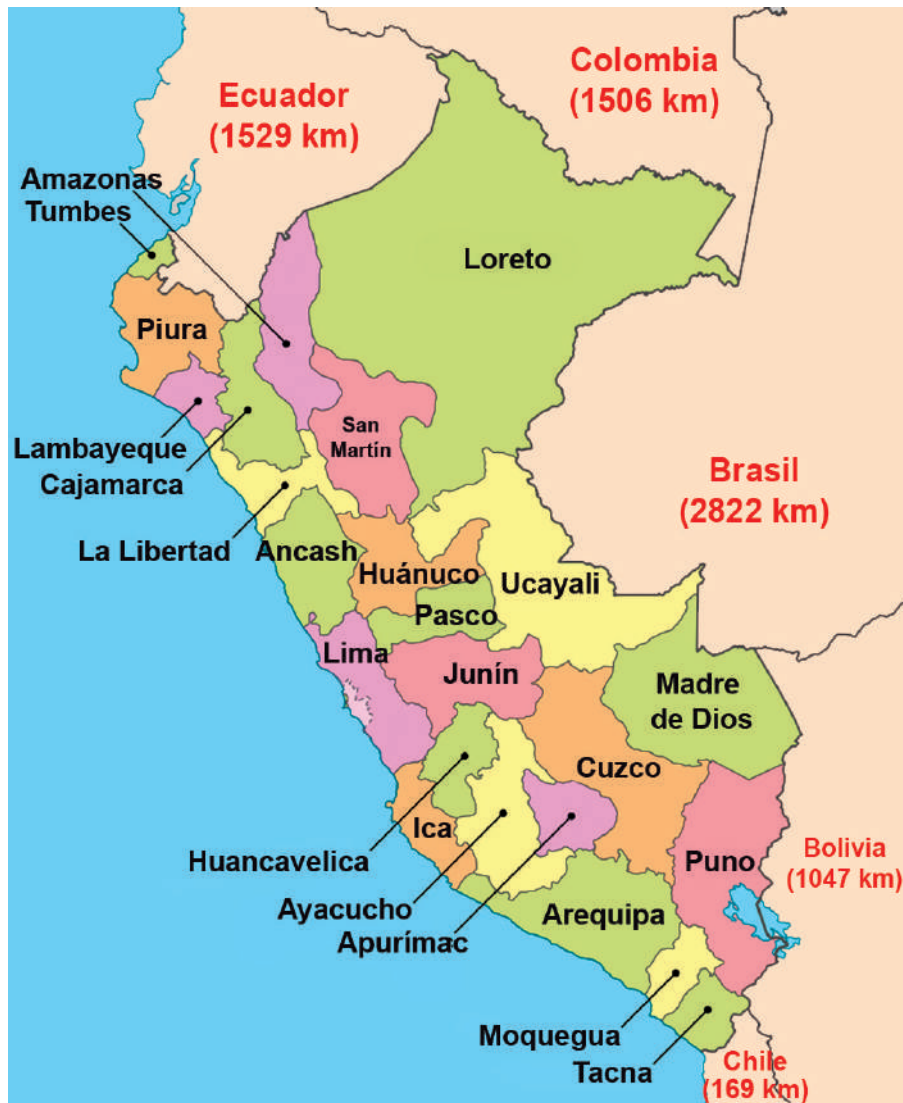 Colombia
(1506 km)
Ecuador
(1529 km)
Amazonas
Tumbes
Loreto
Piura
San
Martín
Lambayeque
Cajamarca
Brasil
(2822 km)
La Libertad
Ancash
Huánuco
Ucayali
Pasco
Lima
Junín
Madre
de Dios
Cuzco
Ica
Huancavelica
Puno
Bolivia
(1047 km)
Ayacucho
Arequipa
Apurímac
Moquegua
Tacna
Chile
(169 km)